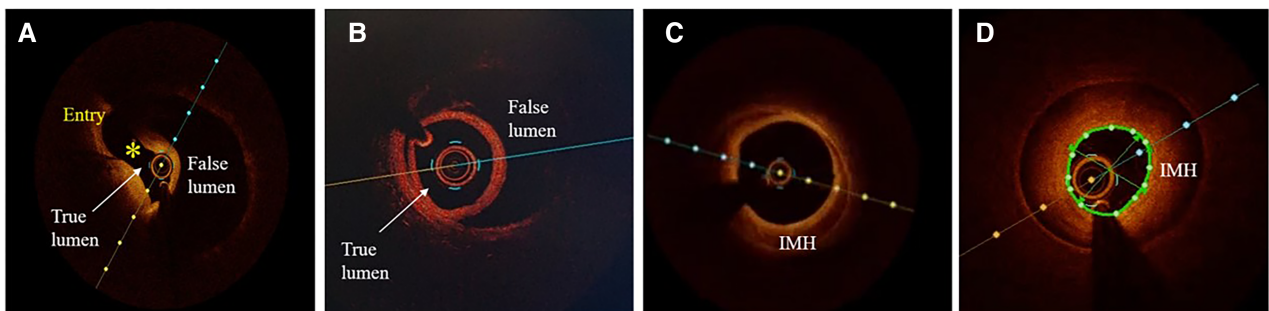 A
Entry
*
False
lumen
True
lumen
B
False
lumen
True
lumen
C
IMH
D
IMH